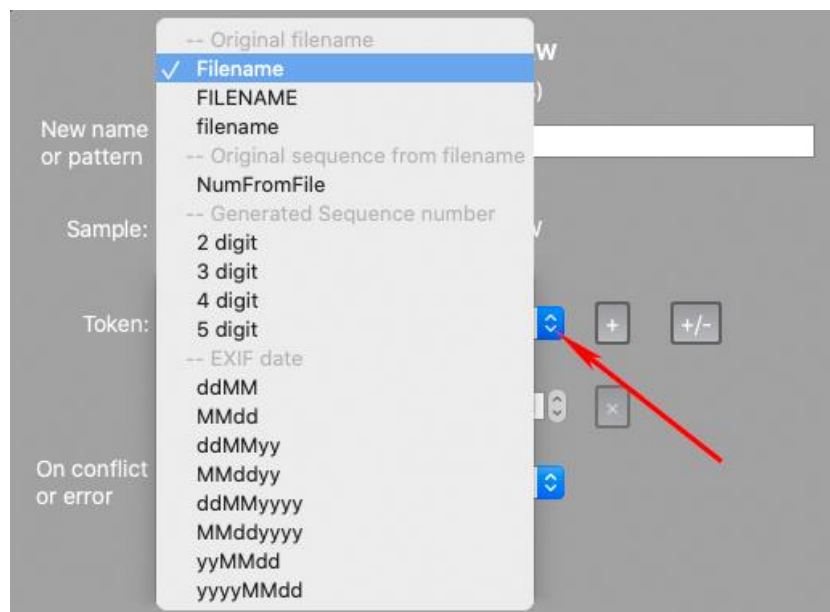 -- Original filename
W
✓ Filename
)
FILENAME
New name
or pattern
filename
-- Original sequence from filename
NumFromFile
-- Generated Sequence number
Sample:
2 digit
3 digit
4 digit
Token:
5 digit
+
+/-
-- EXIF date
ddMM
MMdd
×
ddMMyy
On conflict
or error
MMddyy
ddMMyyyy
MMddyyyy
yyMMdd
yyyyMMdd